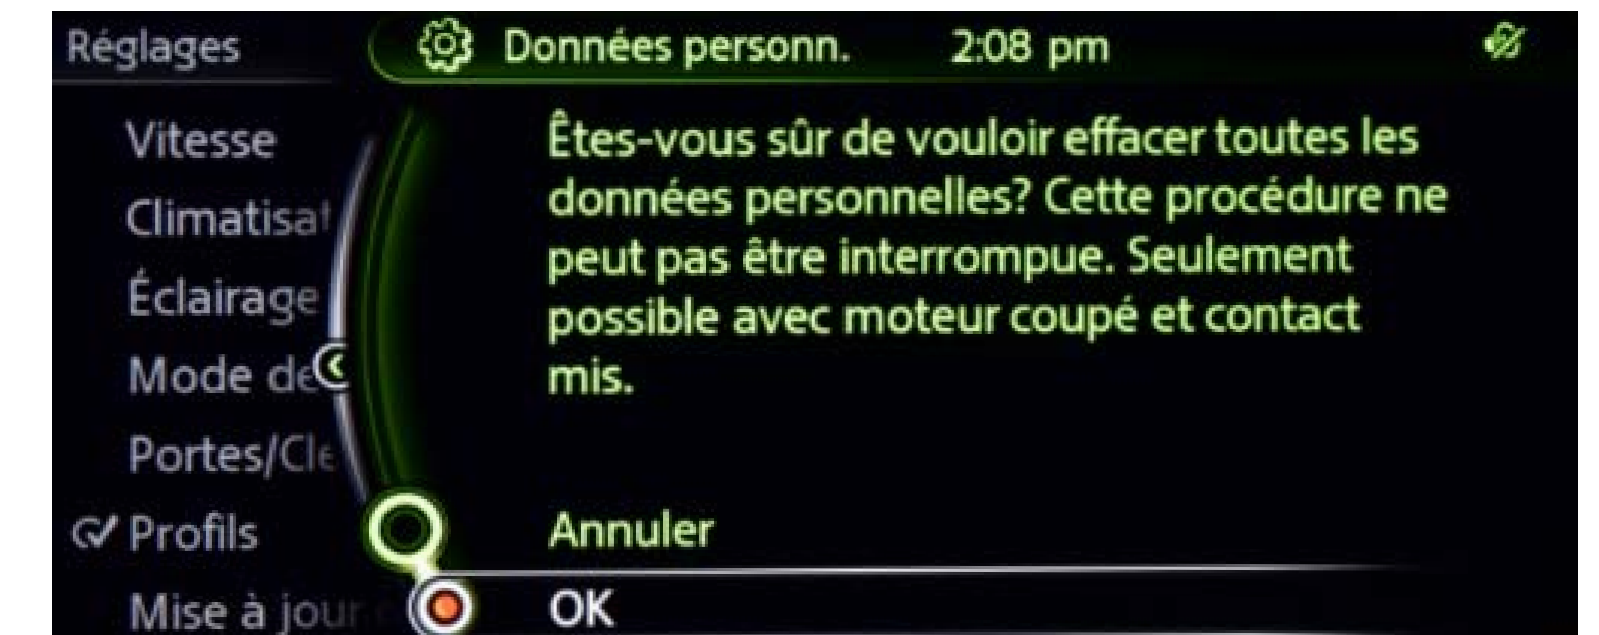 Réglages
Données personn.
2:08 pm
Vitesse
Climatisat
Éclairage
Mode de
Portes/Clé
Profils
Mise à jour
Êtes-vous sûr de vouloir effacer toutes les
données personnelles? Cette procédure ne
peut pas être interrompue. Seulement
possible avec moteur coupé et contact
mis.
Annuler
OK